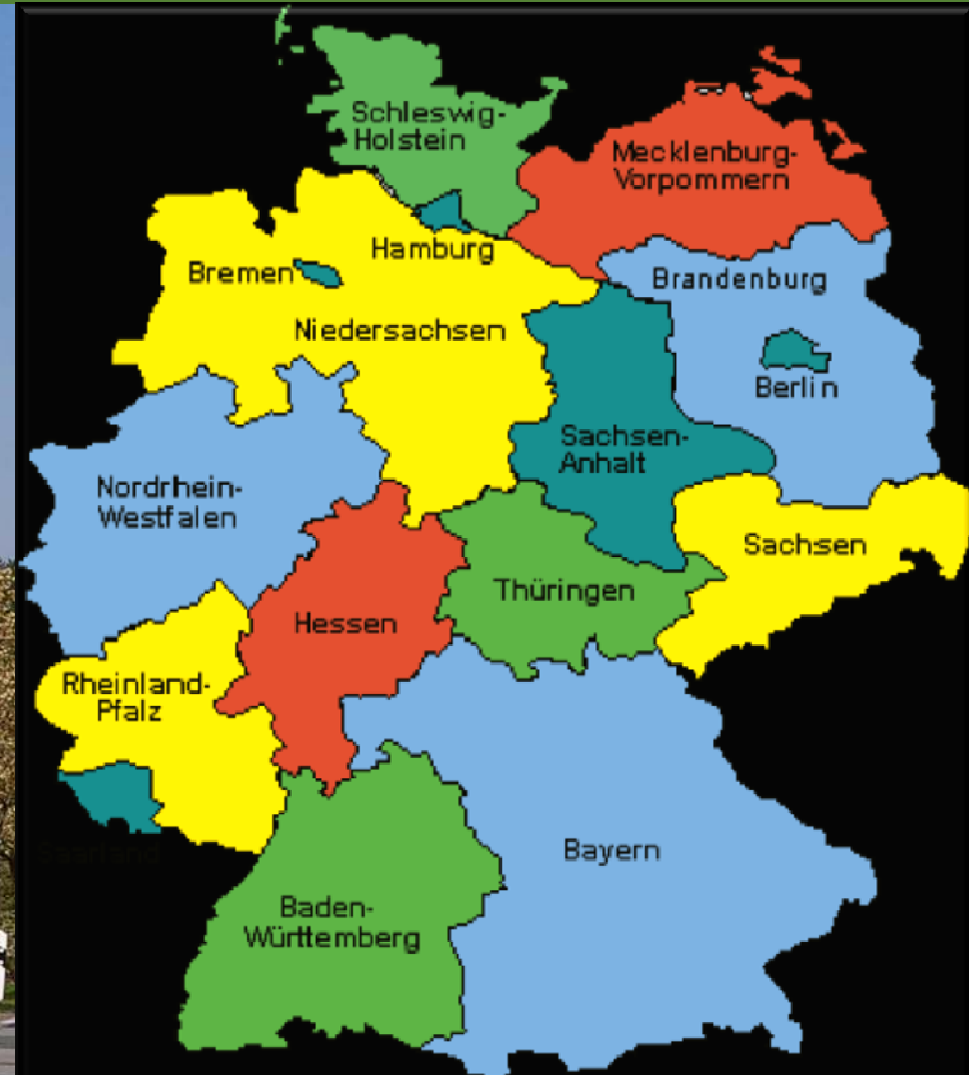 Schleswig-
Holstein
Mecklenburg-
Vorpommern
Hamburg
Bremen
Brandenburg
Niedersachsen
Berlin
Sachsen-
Anhalt
Nordrhein-
Westfalen
Sachsen
Thüringen
Hessen
Rheinland-
Pfalz
Saarland
Bayern
Baden-
Württemberg